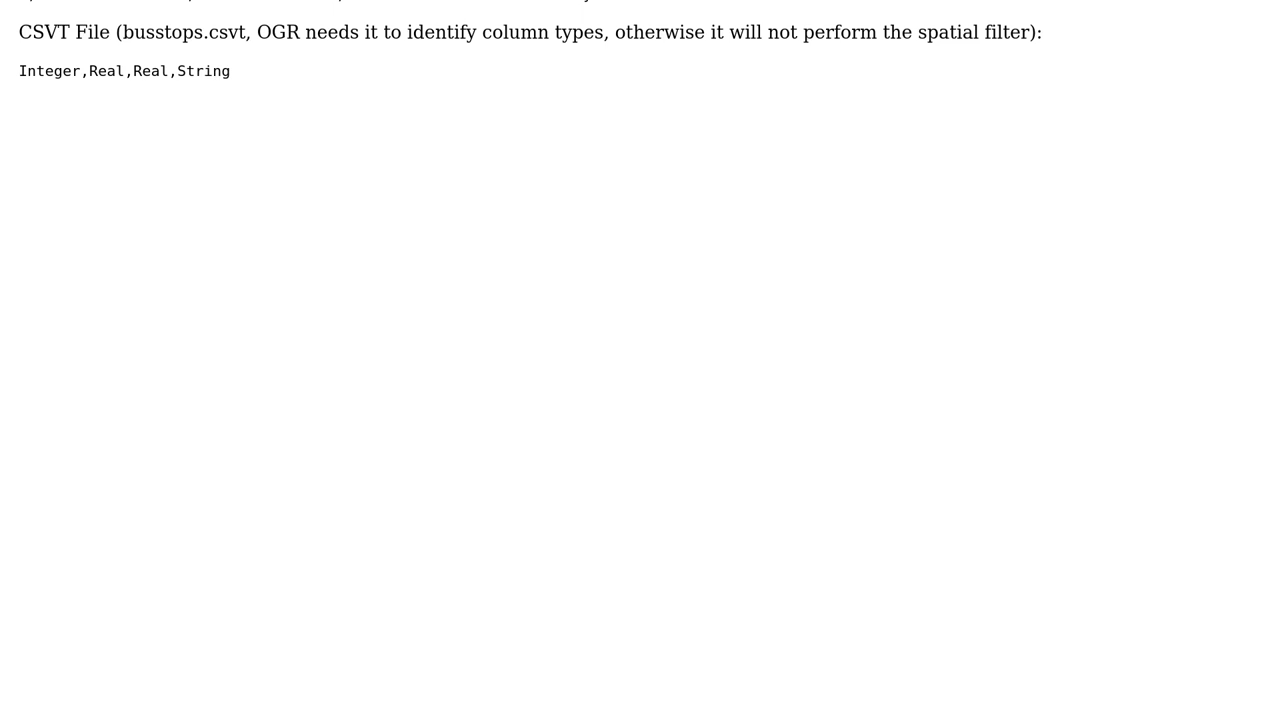 CSVT File (busstops.csvt, OGR needs it to identify column types, otherwise it will not perform the spatial filter):
Integer,Real,Real,String